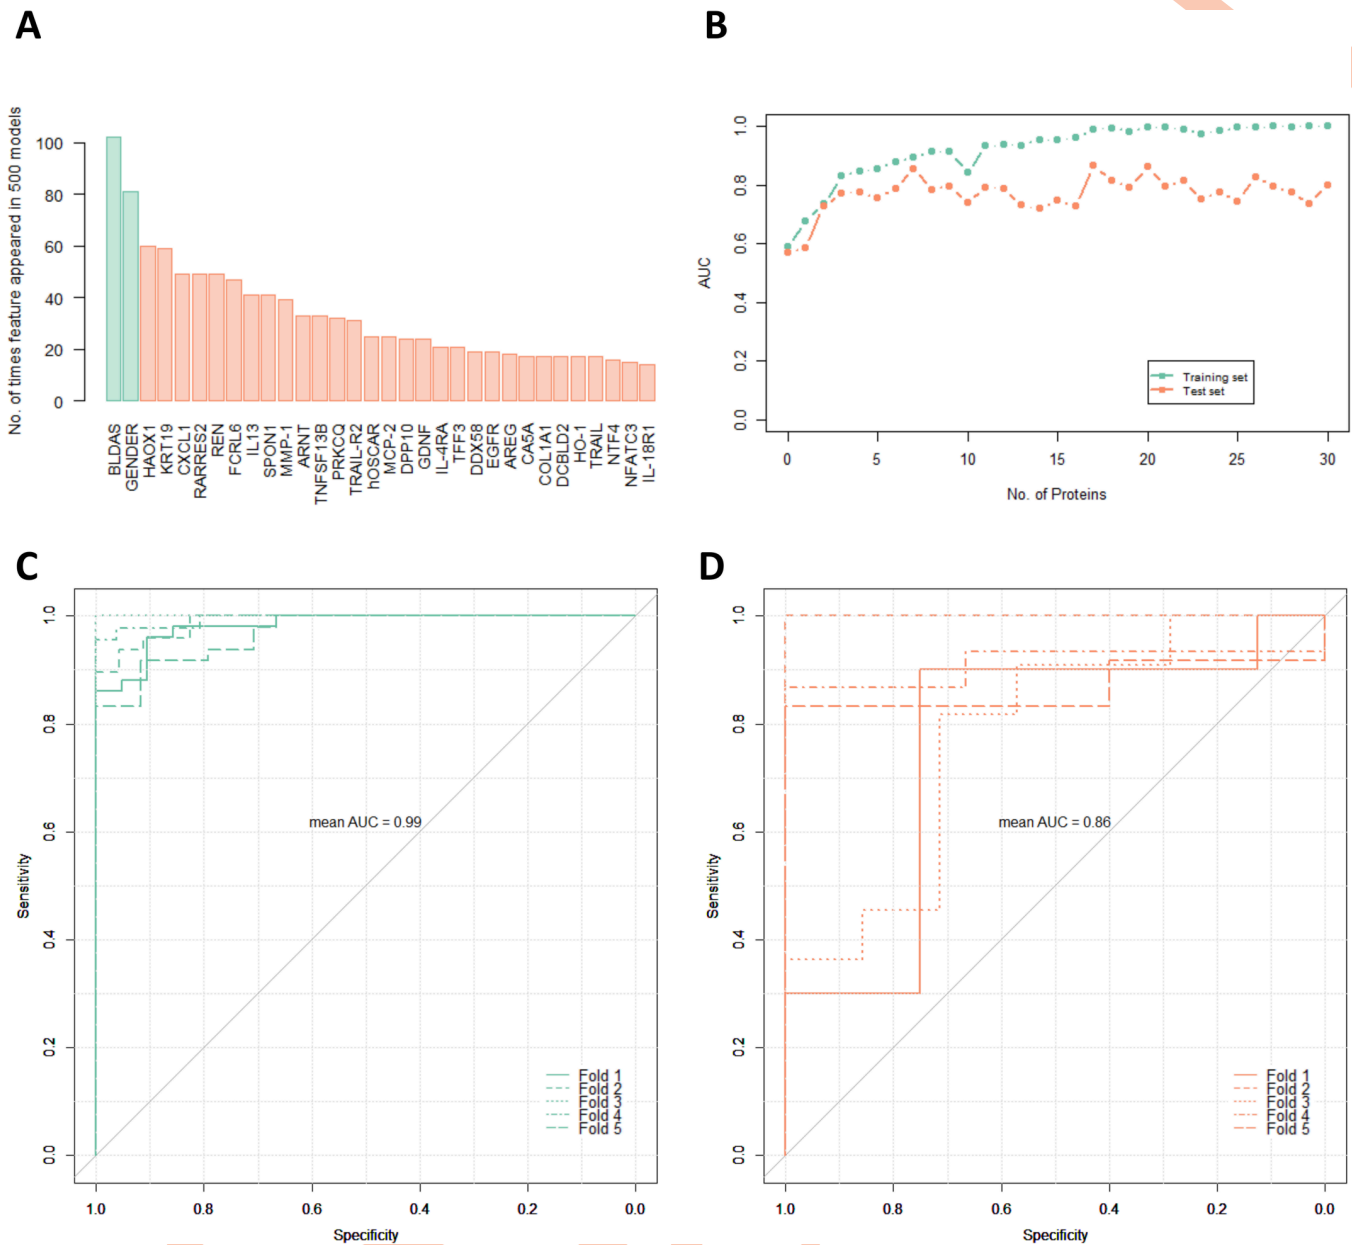 A
No. of times feature appeared in 500 models
100
80
60
40
20
0
BLDAS
GENDER
HAOX1
KRT19
CXCL1
RARRES2
REN
FCRL6
IL13
SPON1
MMP-1
ARNT
TNFSF13B
PRKCQ
TRAIL-R2
hOSCAR
MCP-2
DPP10
GDNF
IL-4RA
TFF3
DDX58
EGFR
AREG
CA5A
COL1A1
DCBLD2
HO-1
TRAIL
NTF4
NFATC3
IL-18R1
B
AUC
1.0
0.8
0.6
0.4
0.2
0.0
Training set
Test set
0 5 10 15 20 25 30
No. of Proteins
C
Sensitivity
1.0
0.8
0.6
0.4
0.2
0.0
mean AUC = 0.99
Fold 1
Fold 2
Fold 3
Fold 4
Fold 5
1.0 0.8 0.6 0.4 0.2 0.0
Specificity
D
Sensitivity
1.0
0.8
0.6
0.4
0.2
0.0
mean AUC = 0.86
Fold 1
Fold 2
Fold 3
Fold 4
Fold 5
1.0 0.8 0.6 0.4 0.2 0.0
Specificity